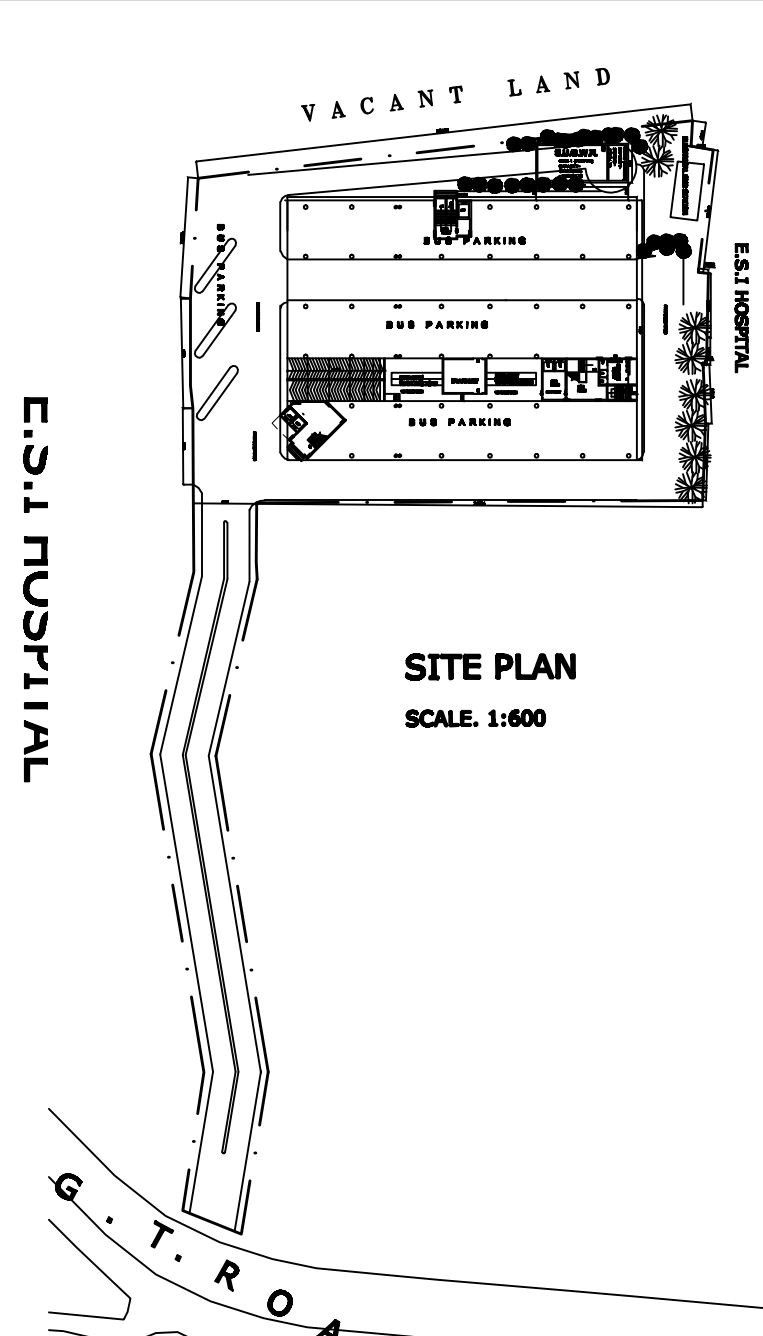 VACANT LAND
BUS PARKING
BUS PARKING
E.S.I HOSPITAL
BUS PARKING
BUS PARKING
E.S.I HOSPITAL
SITE PLAN
SCALE. 1:600
G.T.ROA